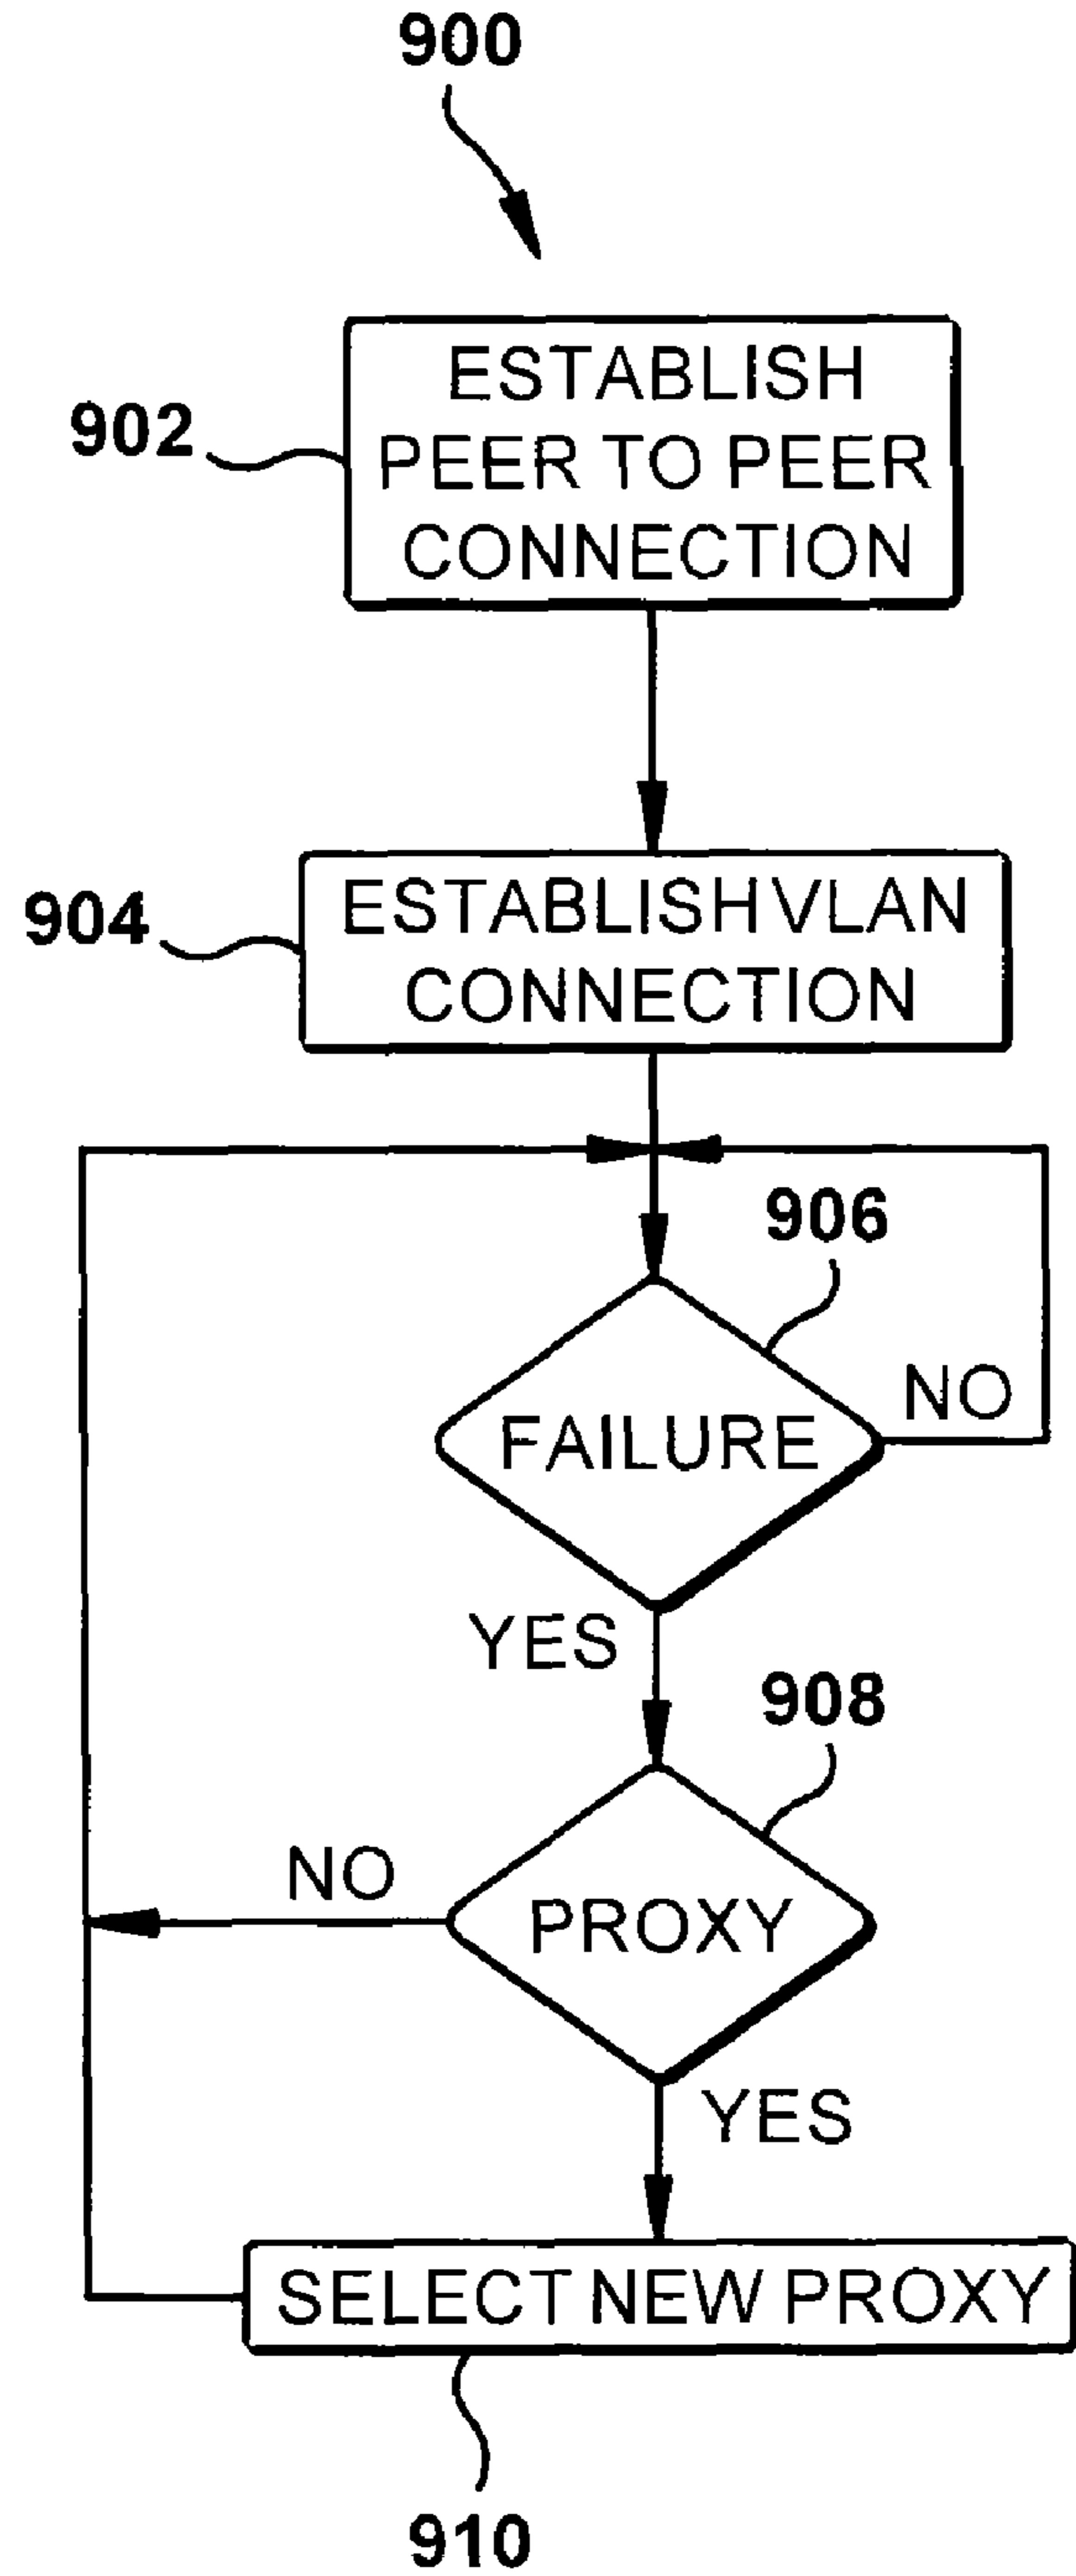 900
902
ESTABLISH
PEER TO PEER
CONNECTION
904
ESTABLISH VLAN
CONNECTION
906
FAILURE
NO
YES
908
NO
PROXY
YES
SELECT NEW PROXY
910